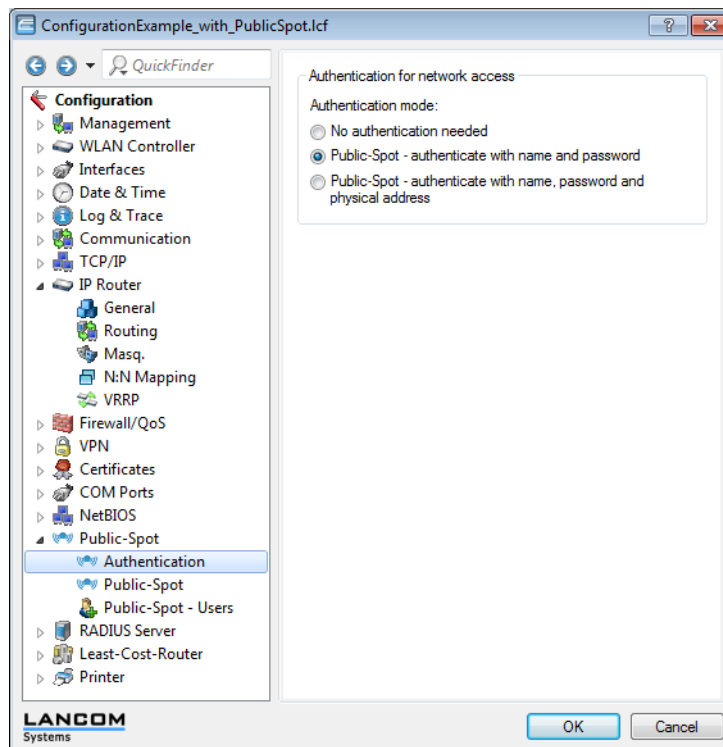 ConfigurationExample_with_PublicSpot.lcf
QuickFinder
Configuration
Management
WLAN Controller
Interfaces
Date & Time
Log & Trace
Communication
TCP/IP
IP Router
General
Routing
Masq.
N:N Mapping
VRRP
Firewall/QoS
VPN
Certificates
COM Ports
NetBIOS
Public-Spot
Authentication
Public-Spot
Public-Spot - Users
RADIUS Server
Least-Cost-Router
Printer
Authentication for network access
Authentication mode:
No authentication needed
Public-Spot - authenticate with name and password
Public-Spot - authenticate with name, password and
physical address
LANCOM
Systems
OK
Cancel